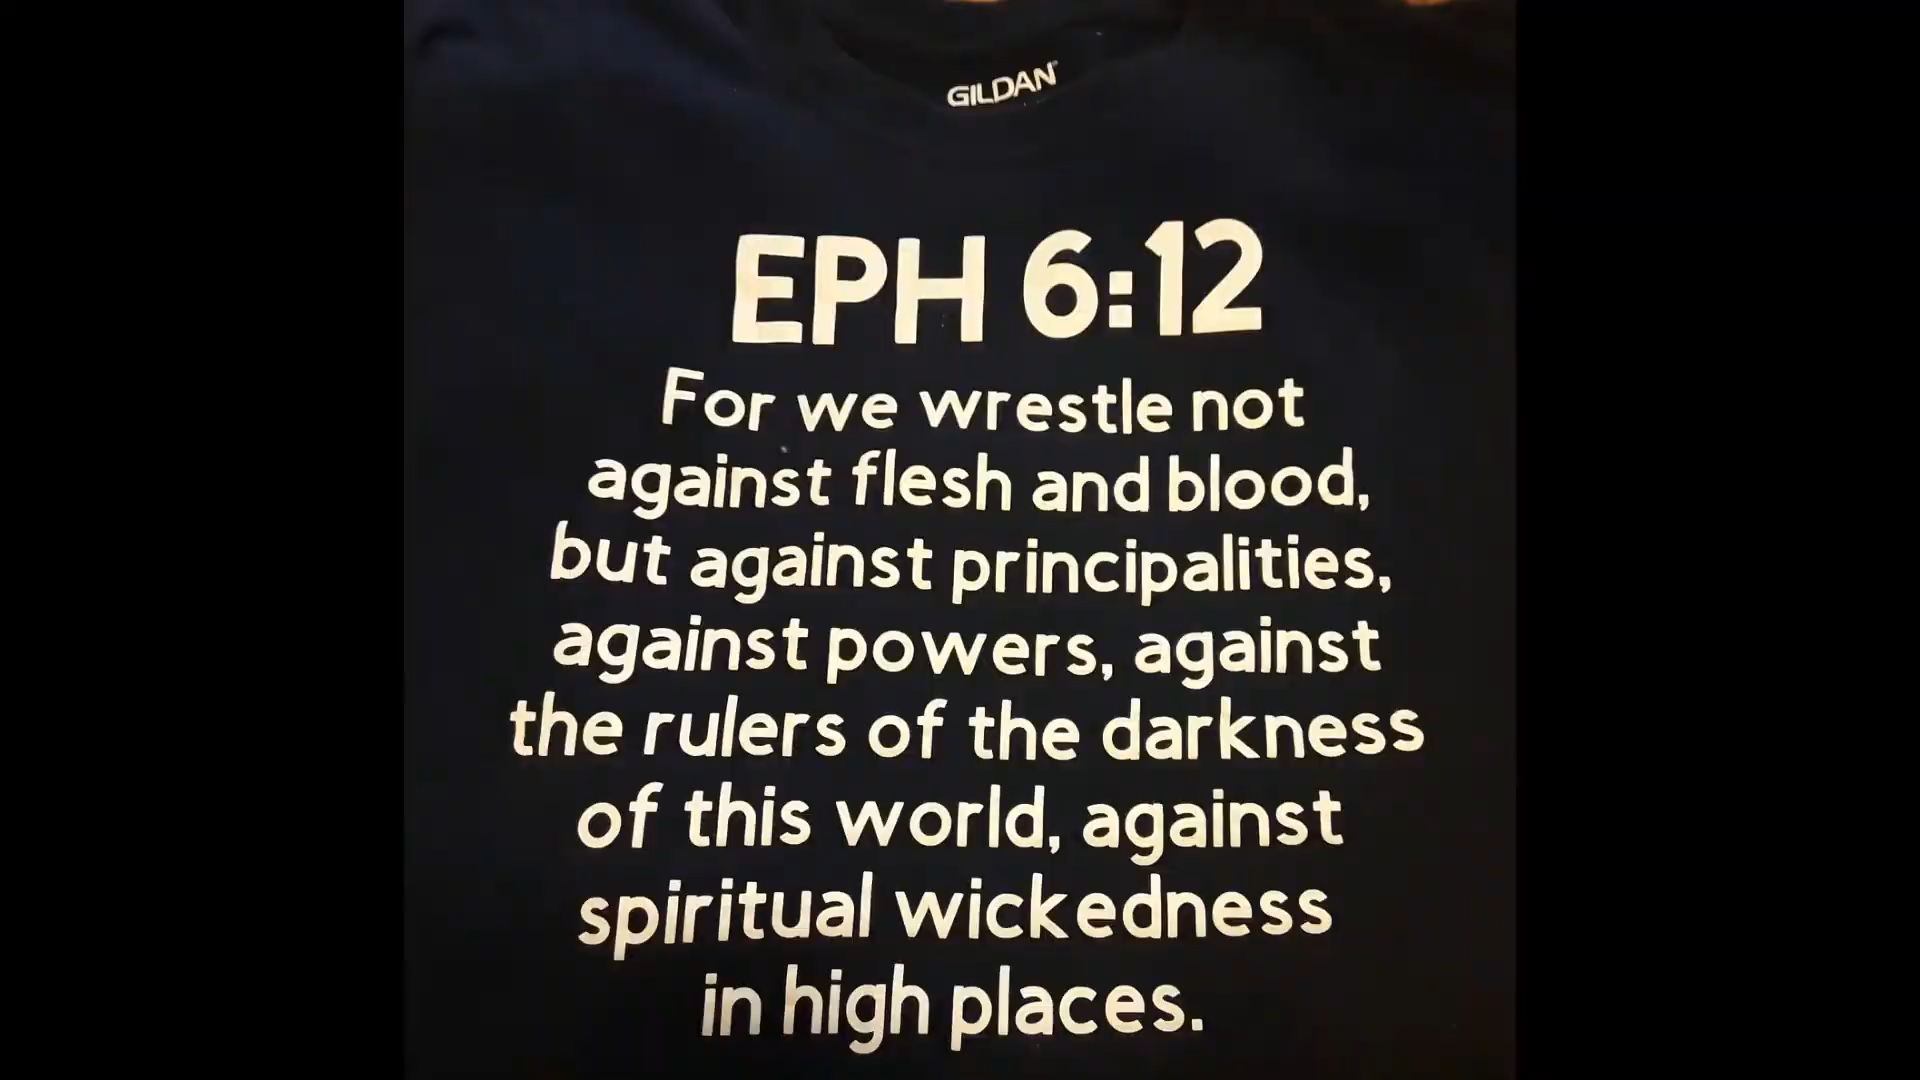 GILDAN
EPH 6:12
For we wrestle not
against flesh and blood,
but against principalities,
against powers, against
the rulers of the darkness
of this world, against
spiritual wickedness
in high places.